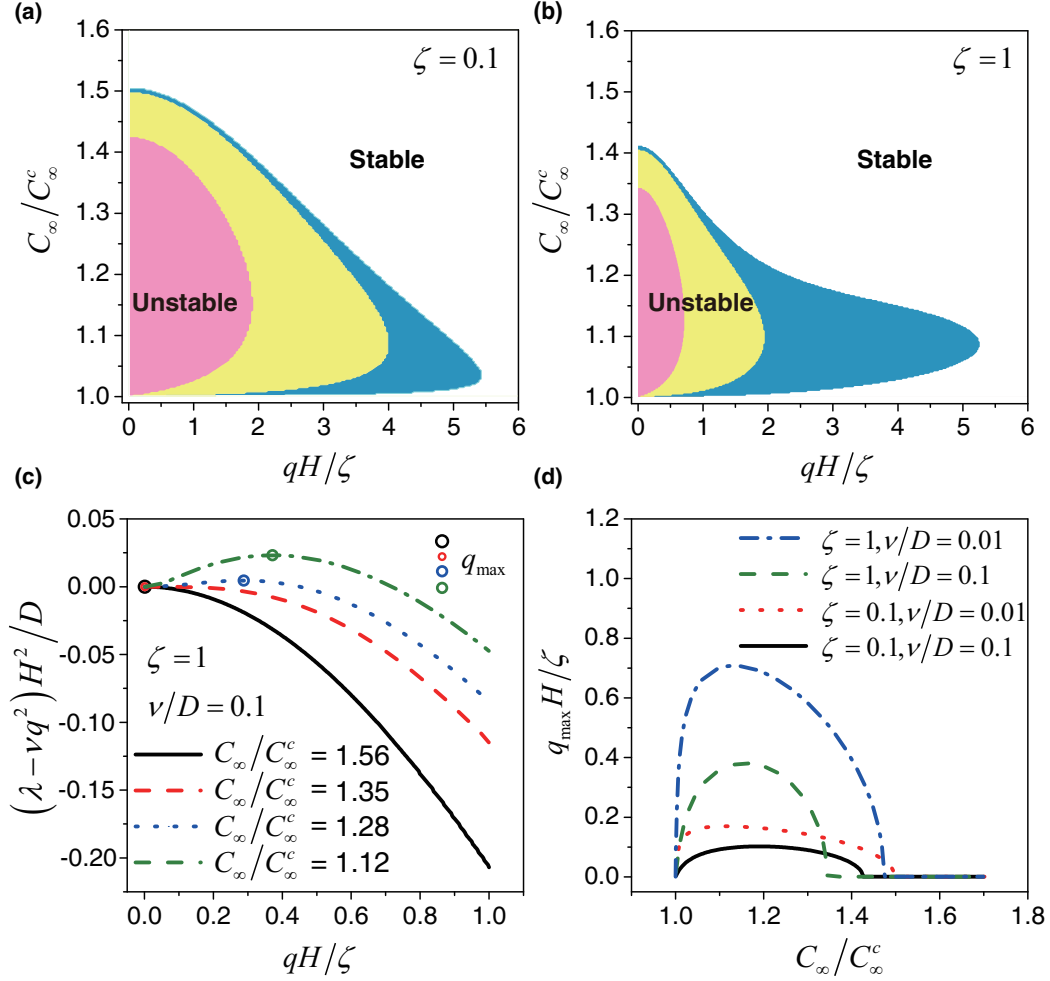 (a)
1.6
1.5
1.4
1.3
1.2
1.1
1.0
C∞/C∞^c
ζ = 0.1
Stable
Unstable
0 1 2 3 4 5 6
qH/ζ
(b)
1.6
1.5
1.4
1.3
1.2
1.1
1.0
C∞/C∞^c
ζ = 1
Stable
Unstable
0 1 2 3 4 5 6
qH/ζ
(c)
0.05
0.00
-0.05
-0.10
-0.15
-0.20
(λ − νq²)H²/D
q_max
ζ = 1
ν/D = 0.1
C∞/C∞^c = 1.56
C∞/C∞^c = 1.35
C∞/C∞^c = 1.28
C∞/C∞^c = 1.12
0.0 0.2 0.4 0.6 0.8 1.0
qH/ζ
(d)
1.2
1.0
0.8
0.6
0.4
0.2
0.0
q_max H/ζ
ζ = 1, ν/D = 0.01
ζ = 1, ν/D = 0.1
ζ = 0.1, ν/D = 0.01
ζ = 0.1, ν/D = 0.1
1.0 1.2 1.4 1.6 1.8
C∞/C∞^c